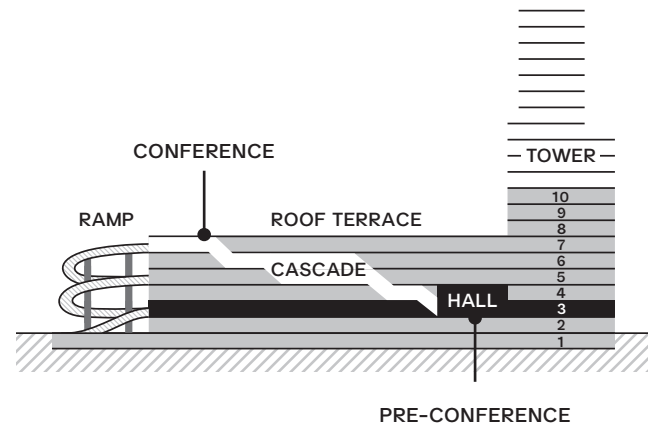 CONFERENCE
TOWER
RAMP
ROOF TERRACE
10
9
8
7
CASCADE
6
5
HALL
4
3
2
1
PRE-CONFERENCE